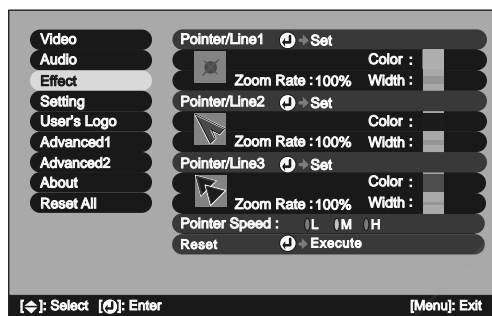 Video
Audio
Effect
Setting
User's Logo
Advanced1
Advanced2
About
Reset All
Pointer/Line1 Set
Color :
Zoom Rate :100% Width :
Pointer/Line2 Set
Color :
Zoom Rate :100% Width :
Pointer/Line3 Set
Color :
Zoom Rate :100% Width :
Pointer Speed : L M H
Reset Execute
[ ]: Select [ ]: Enter [Menu]: Exit